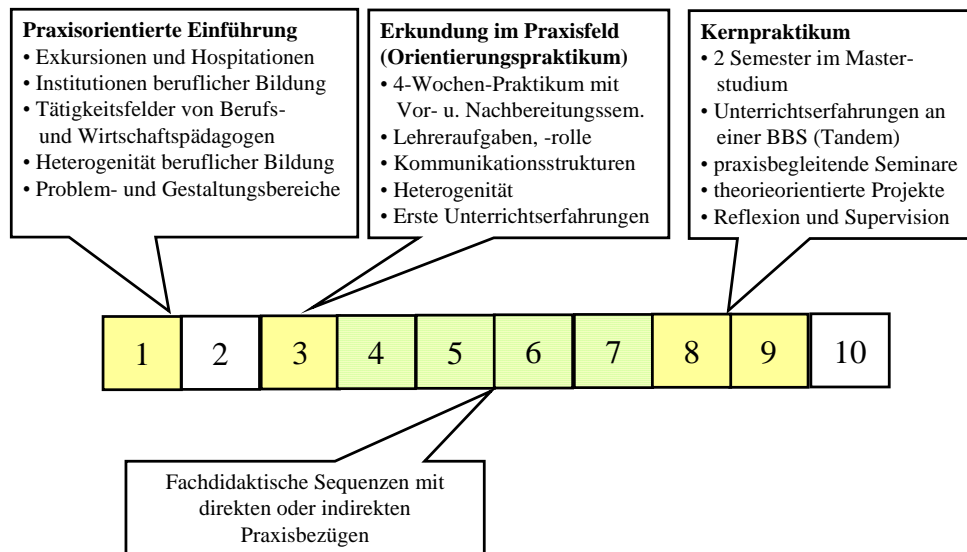 Praxisorientierte Einführung
• Exkursionen und Hospitationen
• Institutionen beruflicher Bildung
• Tätigkeitsfelder von Berufs-
und Wirtschaftspädagogen
• Heterogenität beruflicher Bildung
• Problem- und Gestaltungsbereiche
Erkundung im Praxisfeld
(Orientierungspraktikum)
• 4-Wochen-Praktikum mit
Vor- u. Nachbereitungssem.
• Lehreraufgaben, -rolle
• Kommunikationsstrukturen
• Heterogenität
• Erste Unterrichtserfahrungen
Kernpraktikum
• 2 Semester im Master-
studium
• Unterrichtserfahrungen an
einer BBS (Tandem)
• praxisbegleitende Seminare
• theorieorientierte Projekte
• Reflexion und Supervision
1 2 3 4 5 6 7 8 9 10
Fachdidaktische Sequenzen mit
direkten oder indirekten
Praxisbezügen